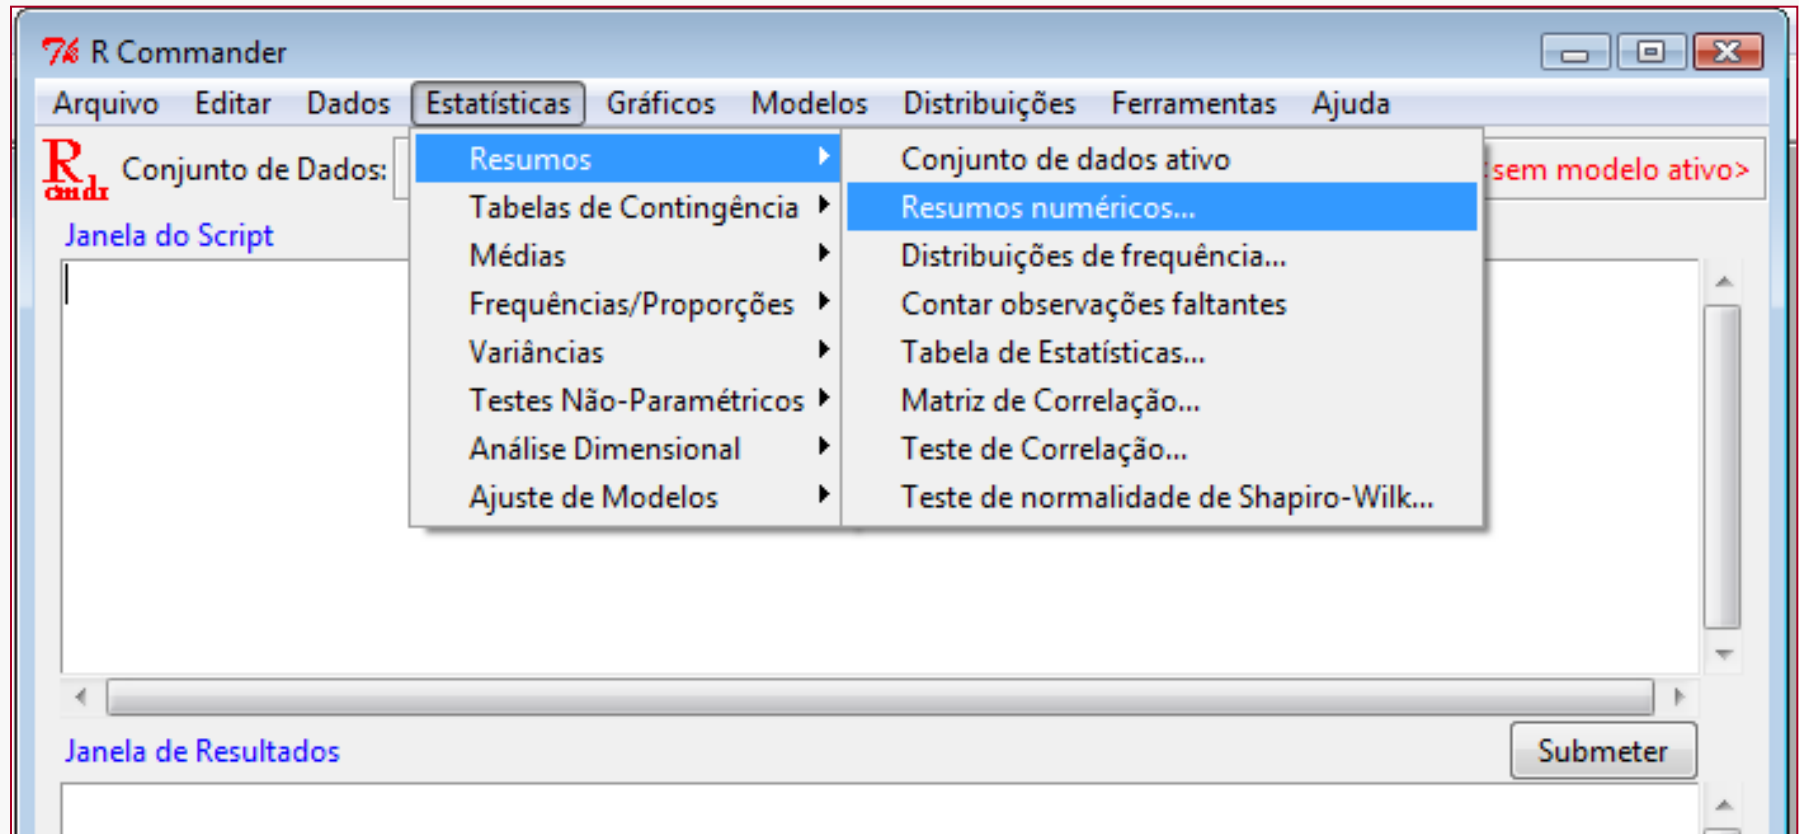 R Commander
Arquivo Editar Dados Estatísticas Gráficos Modelos Distribuições Ferramentas Ajuda
R cmdr Conjunto de Dados: sem modelo ativo>
Resumos
Tabelas de Contingência
Médias
Frequências/Proporções
Variâncias
Testes Não-Paramétricos
Análise Dimensional
Ajuste de Modelos
Conjunto de dados ativo
Resumos numéricos...
Distribuições de frequência...
Contar observações faltantes
Tabela de Estatísticas...
Matriz de Correlação...
Teste de Correlação...
Teste de normalidade de Shapiro-Wilk...
Janela do Script
Janela de Resultados
Submeter